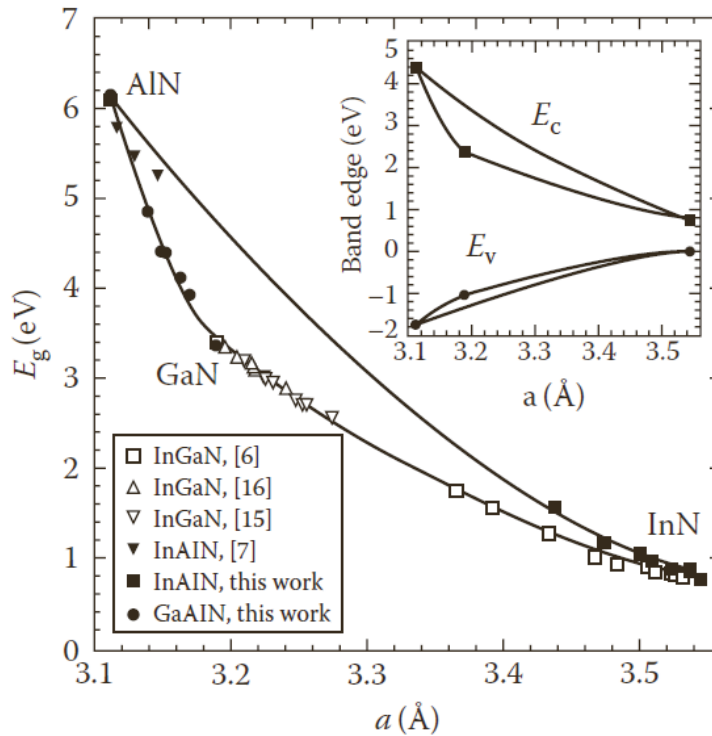 7
6
5
4
3
2
1
0
E_g (eV)
3.1
3.2
3.3
3.4
3.5
a (Å)
AlN
GaN
InN
InGaN, [6]
InGaN, [16]
InGaN, [15]
InAlN, [7]
InAlN, this work
GaAlN, this work
5
4
3
2
1
0
−1
−2
Band edge (eV)
E_c
E_v
3.1
3.2
3.3
3.4
3.5
a (Å)